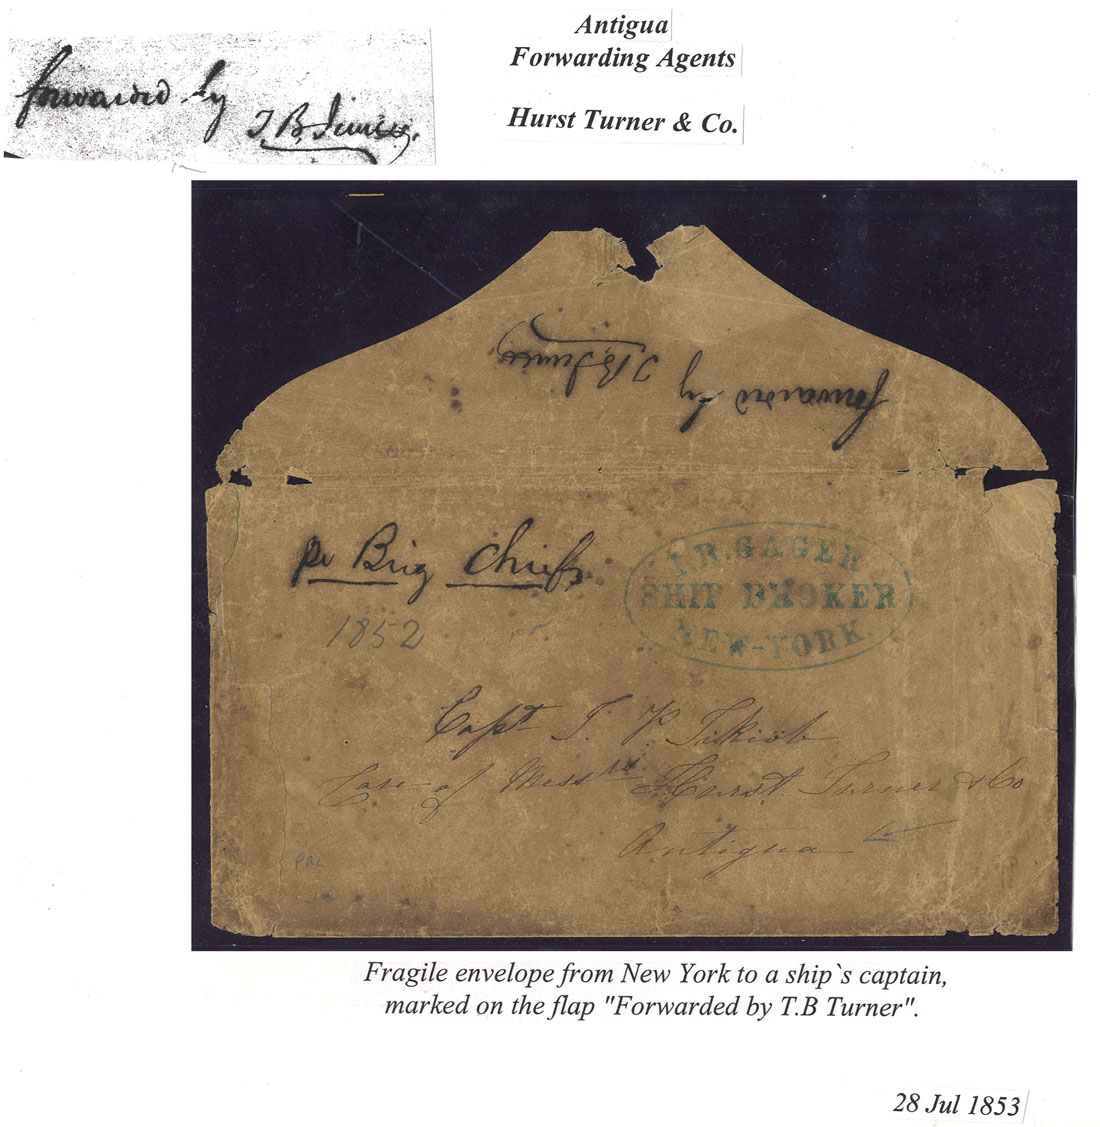 Antigua
Forwarding Agents
Hurst Turner & Co.
forwarded by
T B Turner.
forwarded by
T. B. Turner
pr Brig Chief
1852
SHIP BROKER
NEW-YORK.
Capt T. P.
Care of Messrs Hurst Turner & Co
Antigua
Fragile envelope from New York to a ship`s captain,
marked on the flap "Forwarded by T.B Turner".
28 Jul 1853